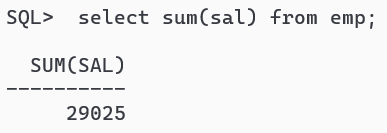 SQL>  select sum(sal) from emp;
  SUM(SAL)
----------
     29025